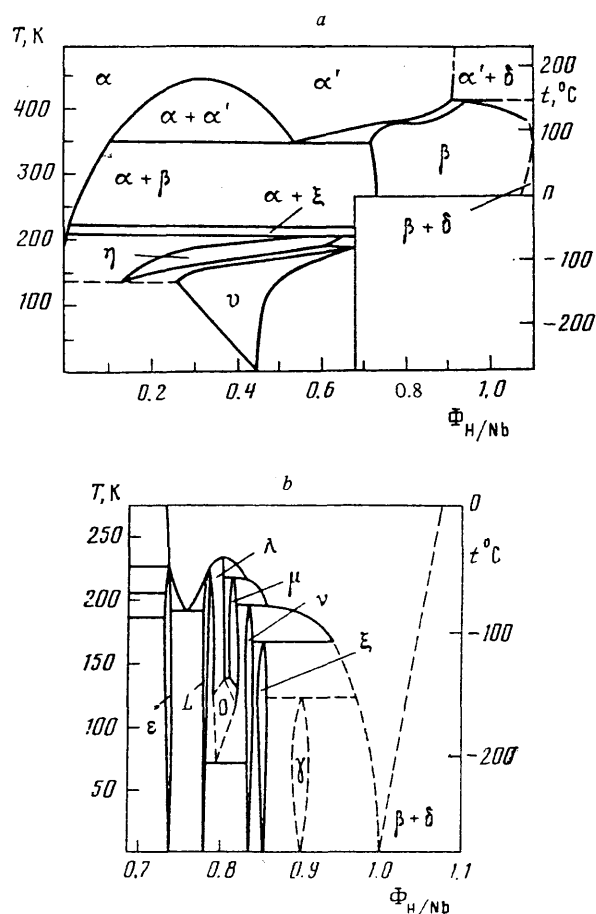 a
T, K
α
α + α'
α'
α' + δ
200
t, °C
400
100
300
α + β
β
0
α + ξ
β + δ
200
η
-100
100
υ
-200
0.2
0.4
0.6
0.8
1,0
Φ H/Nb
b
T, K
0
250
λ
t °C
μ
200
ν
-100
ξ
150
ε
L
0
100
-200
γ
50
β + δ
0.7
0.8
0.9
1.0
1.1
Φ H/Nb